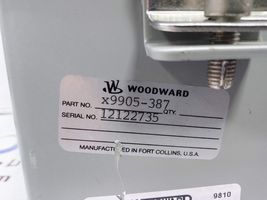 WOODWARD
PART NO. x9905-387 QTY.
SERIAL NO. 12122735
MANUFACTURED IN FORT COLLINS, U.S.A.
9810